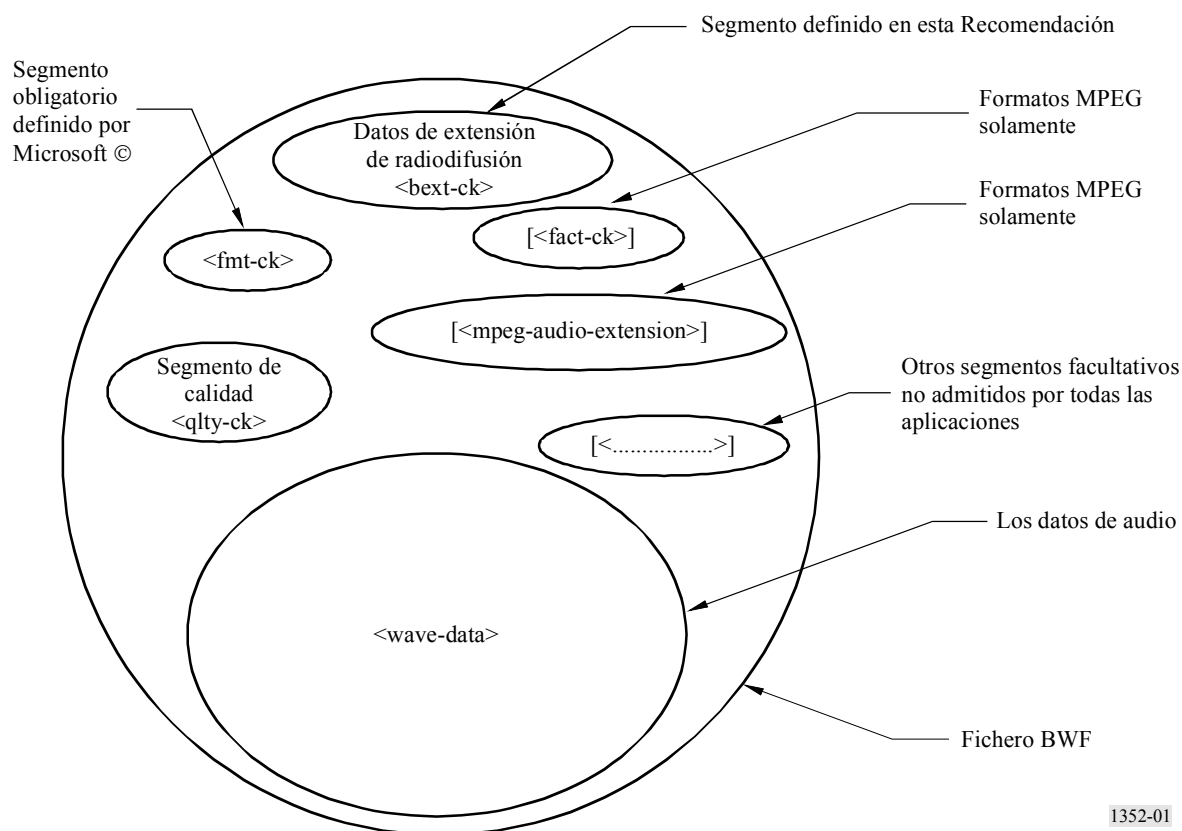 Segmento definido en esta Recomendación
Segmento
obligatorio
definido por
Microsoft ©
Formatos MPEG
solamente
Datos de extensión
de radiodifusión
<bext-ck>
Formatos MPEG
solamente
[<fact-ck>]
<fmt-ck>
[<mpeg-audio-extension>]
Segmento de
calidad
<qlty-ck>
Otros segmentos facultativos
no admitidos por todas las
aplicaciones
[<.................>]
Los datos de audio
<wave-data>
Fichero BWF
1352-01